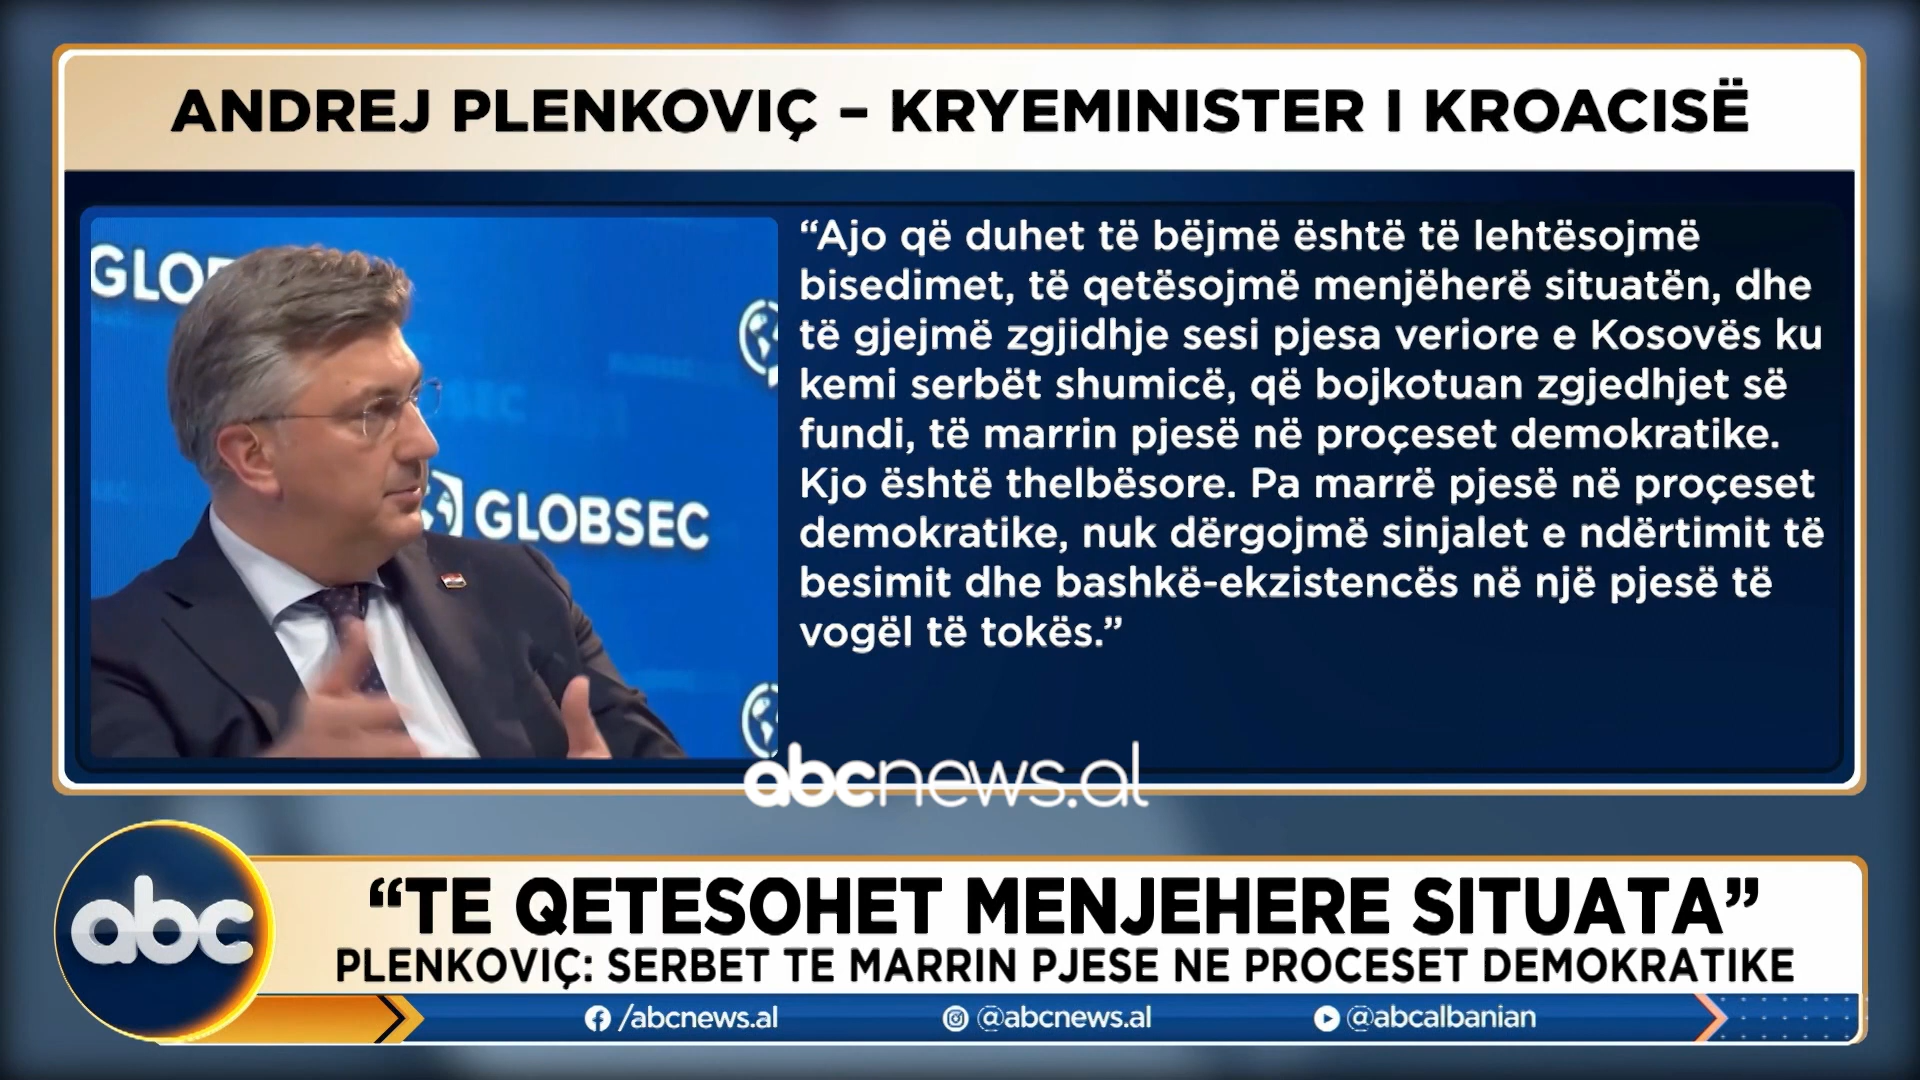 ANDREJ PLENKOVIÇ – KRYEMINISTER I KROACISË
GLOBSEC
“Ajo që duhet të bëjmë është të lehtësojmë
bisedimet, të qetësojmë menjëherë situatën, dhe
të gjejmë zgjidhje sesi pjesa veriore e Kosovës ku
kemi serbët shumicë, që bojkotuan zgjedhjet së
fundi, të marrin pjesë në proçeset demokratike.
Kjo është thelbësore. Pa marrë pjesë në proçeset
demokratike, nuk dërgojmë sinjalet e ndërtimit të
besimit dhe bashkë-ekzistencës në një pjesë të
vogël të tokës.”
abcnews.al
abc
“TE QETESOHET MENJEHERE SITUATA”
PLENKOVIÇ: SERBET TE MARRIN PJESE NE PROCESET DEMOKRATIKE
/abcnews.al
@abcnews.al
@abcalbanian